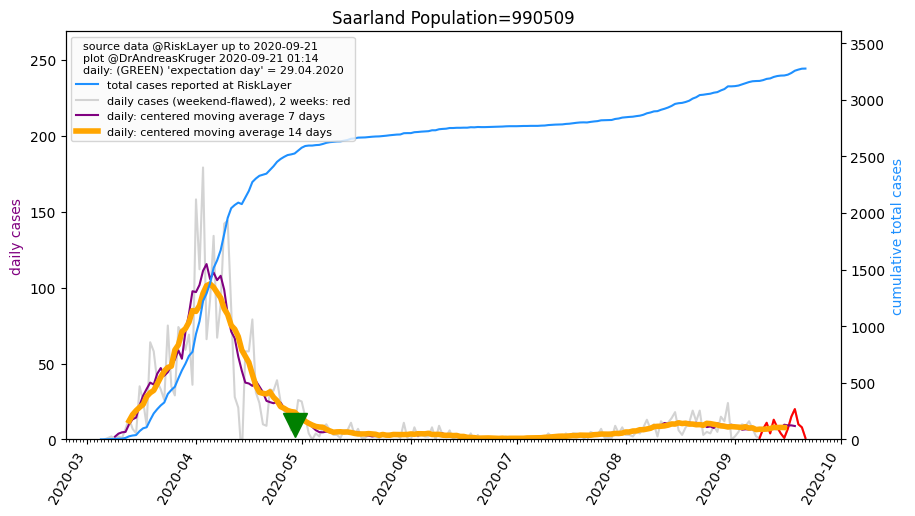 Saarland Population=990509
source data @RiskLayer up to 2020-09-21
plot @DrAndreasKruger 2020-09-21 01:14
daily: (GREEN) 'expectation day' = 29.04.2020
total cases reported at RiskLayer
daily cases (weekend-flawed), 2 weeks: red
daily: centered moving average 7 days
daily: centered moving average 14 days
daily cases
250
200
150
100
50
0
cumulative total cases
3500
3000
2500
2000
1500
1000
500
0
2020-03
2020-04
2020-05
2020-06
2020-07
2020-08
2020-09
2020-10